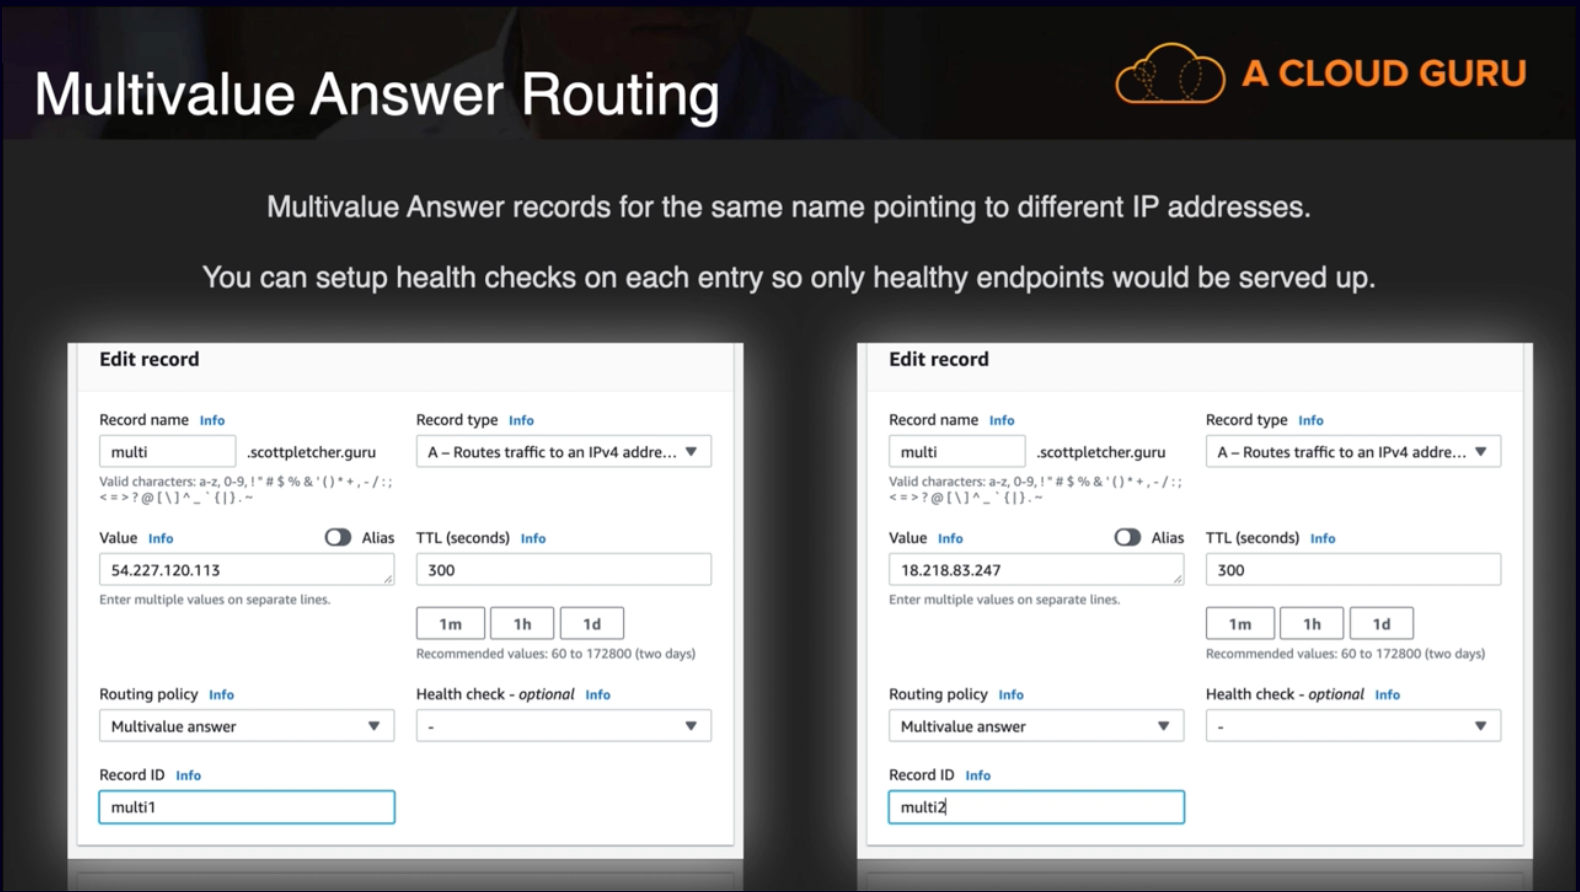 Multivalue Answer Routing
A CLOUD GURU
Multivalue Answer records for the same name pointing to different IP addresses.
You can setup health checks on each entry so only healthy endpoints would be served up.
Edit record
Record name Info
Record type Info
multi .scottpletcher.guru
A – Routes traffic to an IPv4 addre...
Valid characters: a-z, 0-9, ! " # $ % & ' ( ) * + , - / : ;
< = > ? @ [ \ ] ^ _ ` { | } . ~
Value Info
Alias
TTL (seconds) Info
54.227.120.113
300
Enter multiple values on separate lines.
1m 1h 1d
Recommended values: 60 to 172800 (two days)
Routing policy Info
Health check - optional Info
Multivalue answer
-
Record ID Info
multi1
Edit record
Record name Info
Record type Info
multi .scottpletcher.guru
A – Routes traffic to an IPv4 addre...
Valid characters: a-z, 0-9, ! " # $ % & ' ( ) * + , - / : ;
< = > ? @ [ \ ] ^ _ ` { | } . ~
Value Info
Alias
TTL (seconds) Info
18.218.83.247
300
Enter multiple values on separate lines.
1m 1h 1d
Recommended values: 60 to 172800 (two days)
Routing policy Info
Health check - optional Info
Multivalue answer
-
Record ID Info
multi2